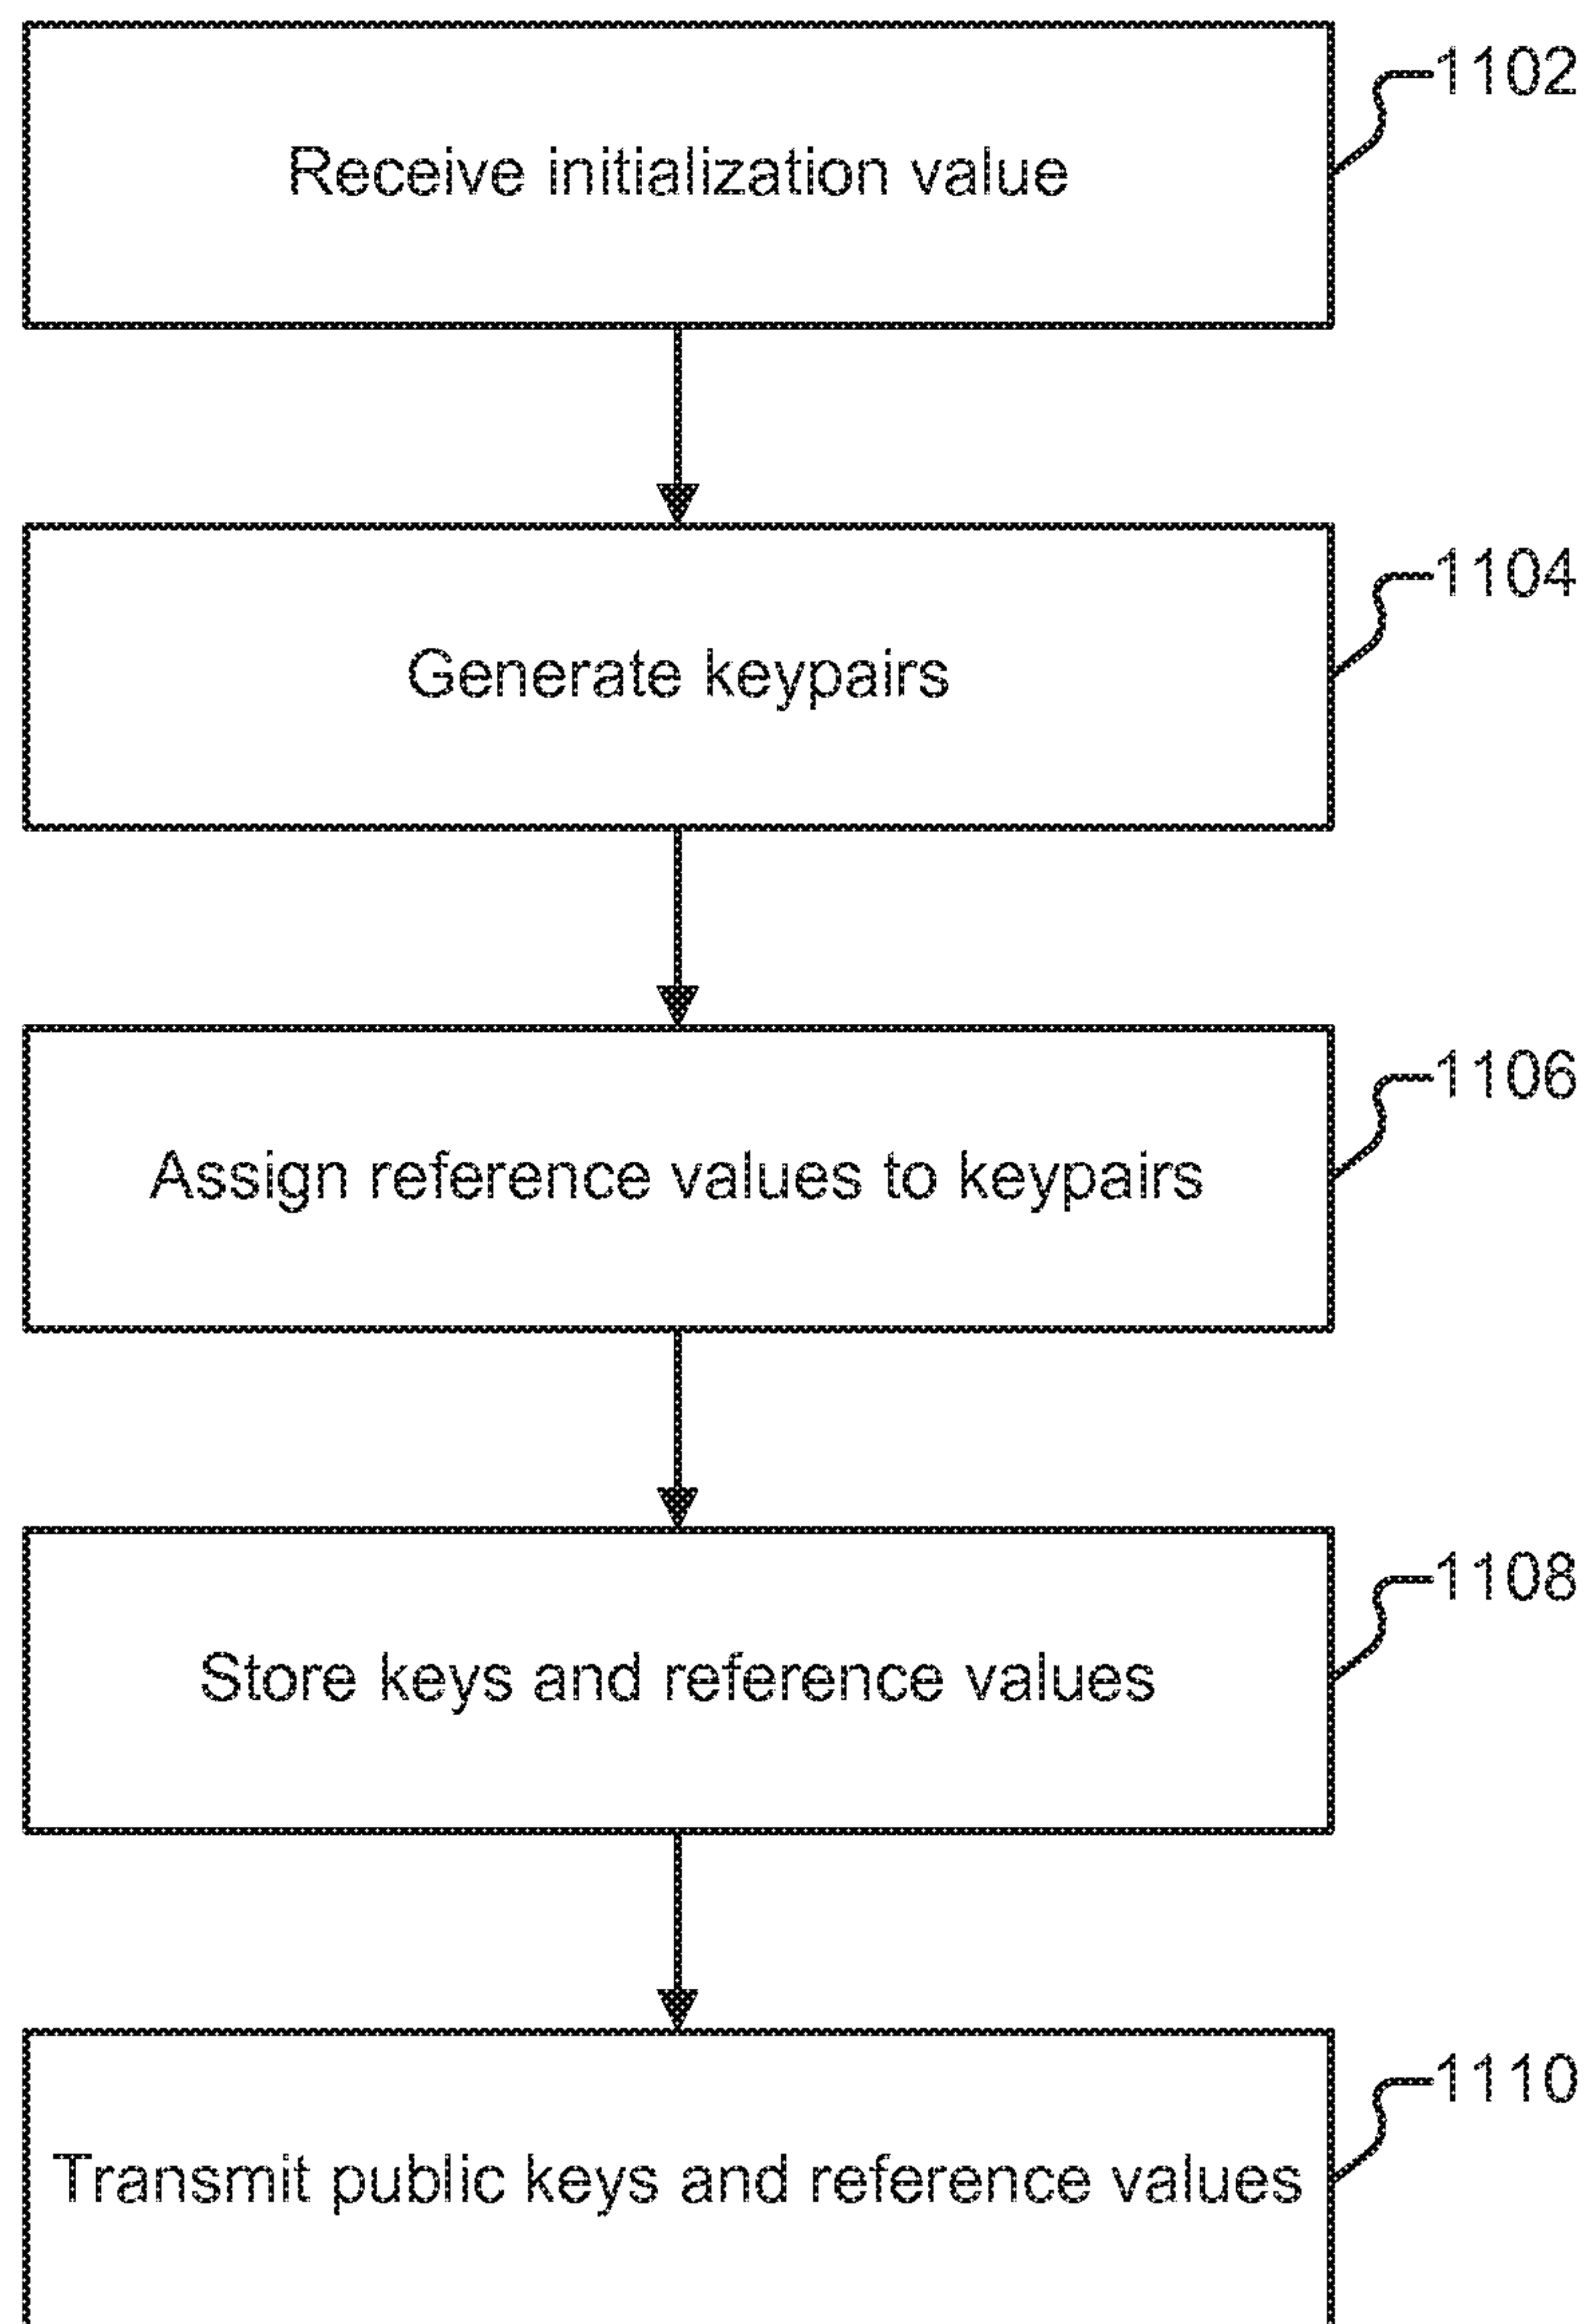 1102
Receive initialization value
1104
Generate keypairs
1106
Assign reference values to keypairs
1108
Store keys and reference values
1110
Transmit public keys and reference values